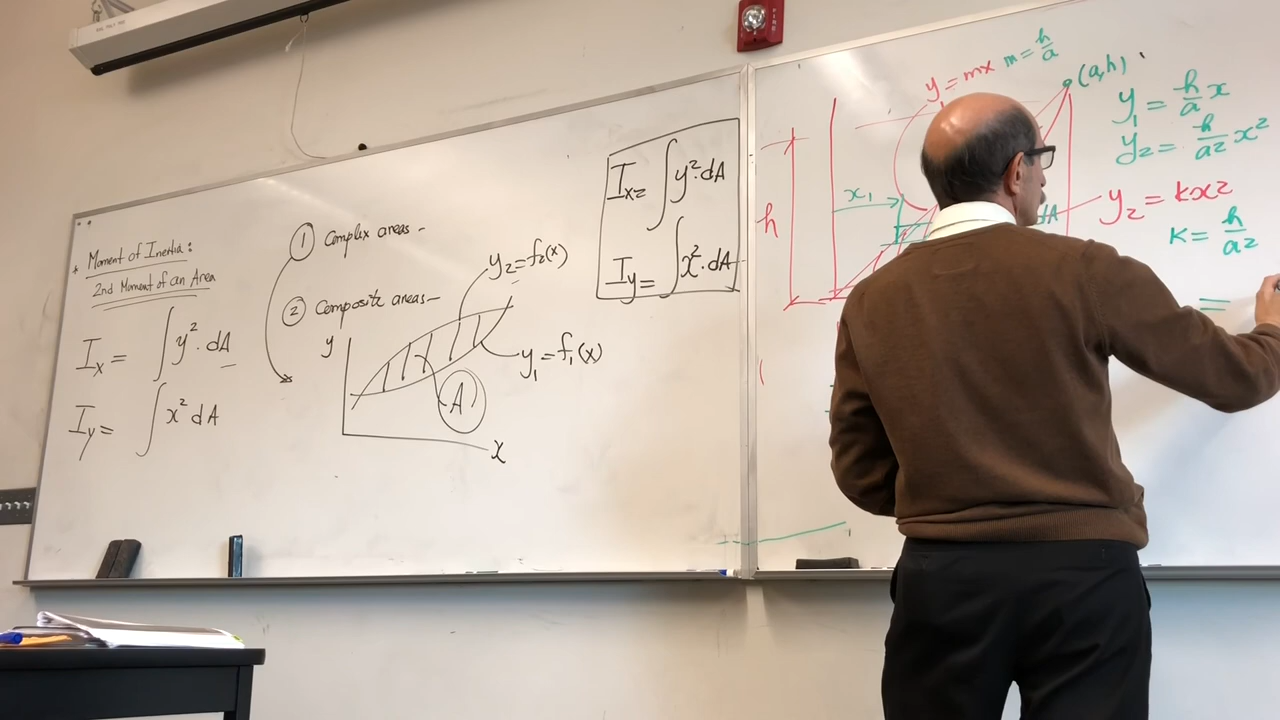 * Moment of Inertia:
2nd Moment of an Area
Ix = ∫y²·dA
Iy = ∫x² dA
① Complex areas -
② Composite areas -
y
y₂=f₂(x)
y₁=f₁(x)
A
x
Ix= ∫y²·dA
Iy= ∫x²·dA
y=mx m=h/a
(a,h)
y₁=h/a x
y₂=h/a2 x²
h
x₁
dA
y₂=kx2
K=h/a2
=